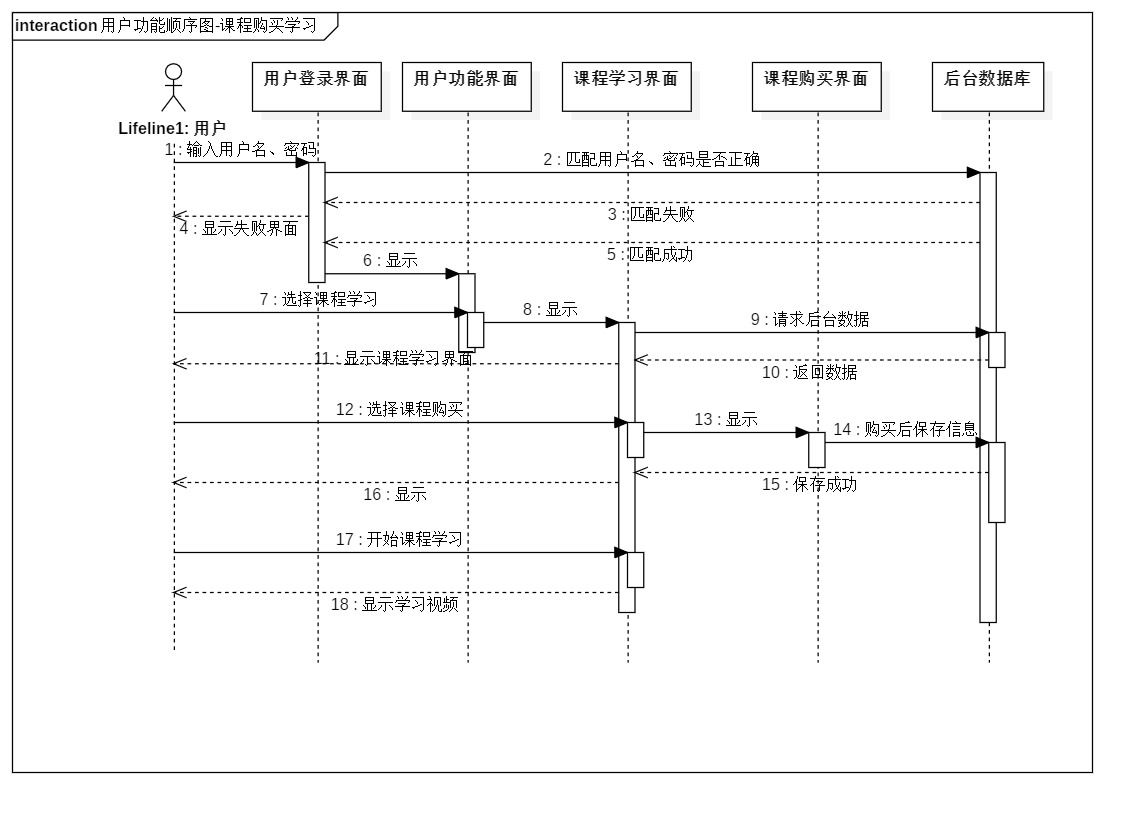 interaction 用户功能顺序图-课程购买学习
用户登录界面
用户功能界面
课程学习界面
课程购买界面
后台数据库
Lifeline1: 用户
1 : 输入用户名、密码
2 : 匹配用户名、密码是否正确
3 : 匹配失败
4 : 显示失败界面
5 : 匹配成功
6 : 显示
7 : 选择课程学习
8 : 显示
9 : 请求后台数据
10 : 返回数据
11 : 显示课程学习界面
12 : 选择课程购买
13 : 显示
14 : 购买后保存信息
15 : 保存成功
16 : 显示
17 : 开始课程学习
18 : 显示学习视频